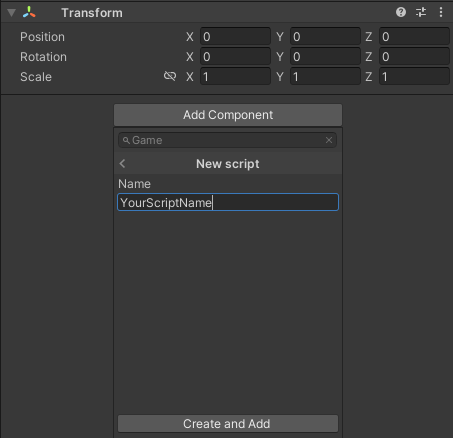 Transform
Position X 0 Y 0 Z 0
Rotation X 0 Y 0 Z 0
Scale X 1 Y 1 Z 1
Add Component
Game
New script
Name
YourScriptName
Create and Add